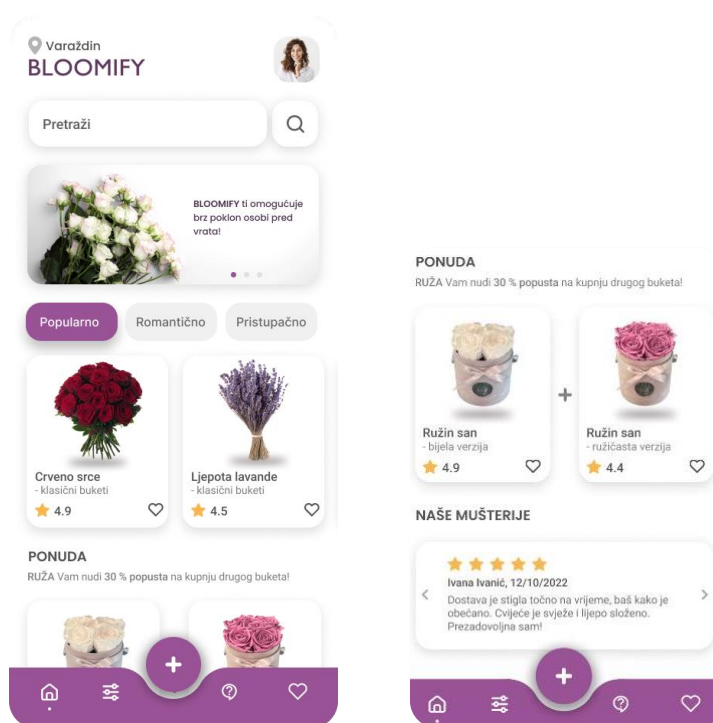 Varaždin
BLOOMIFY
Pretraži
BLOOMIFY ti omogućuje
brz poklon osobi pred
vrata!
Popularno
Romantično
Pristupačno
Crveno srce
- klasični buketi
4.9
Ljepota lavande
- klasični buketi
4.5
PONUDA
RUŽA Vam nudi 30 % popusta na kupnju drugog buketa!
PONUDA
RUŽA Vam nudi 30 % popusta na kupnju drugog buketa!
Ružin san
- bijela verzija
4.9
+
Ružin san
- ružičasta verzija
4.4
NAŠE MUŠTERIJE
Ivana Ivanić, 12/10/2022
Dostava je stigla točno na vrijeme, baš kako je
obećano. Cvijeće je svježe i lijepo složeno.
Prezadovoljna sam!